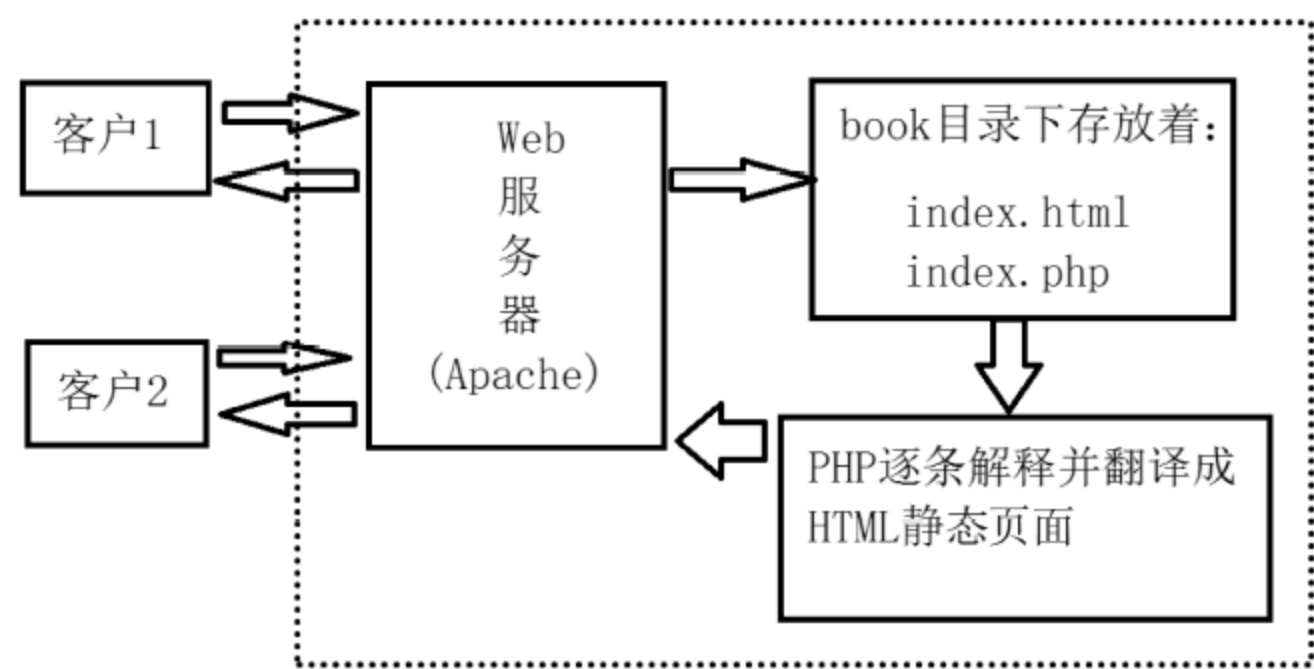 客户1
Web
服
务
器
(Apache)
book目录下存放着：
index.html
index.php
客户2
PHP逐条解释并翻译成
HTML静态页面